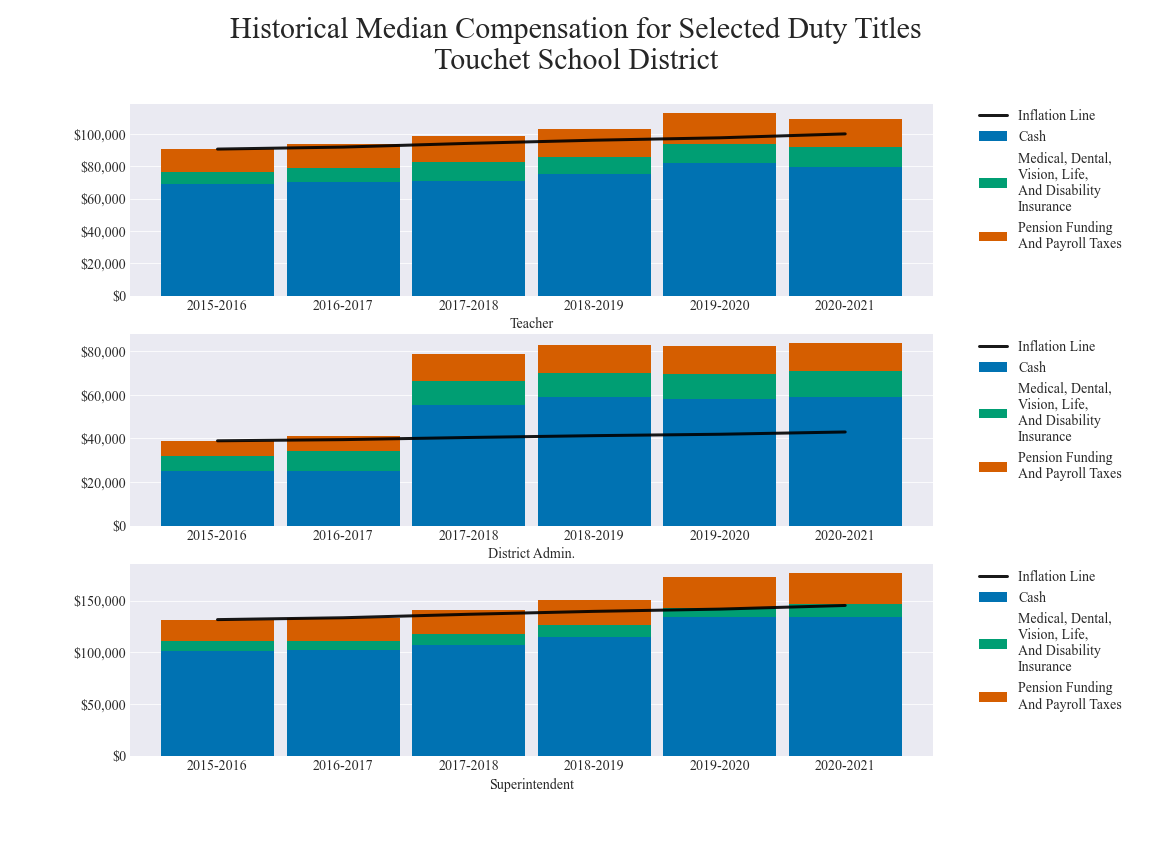 Historical Median Compensation for Selected Duty Titles
Touchet School District
$100,000
$80,000
$60,000
$40,000
$20,000
$0
2015-2016 2016-2017 2017-2018 2018-2019 2019-2020 2020-2021
Teacher
Inflation Line
Cash
Medical, Dental,
Vision, Life,
And Disability
Insurance
Pension Funding
And Payroll Taxes
$80,000
$60,000
$40,000
$20,000
$0
2015-2016 2016-2017 2017-2018 2018-2019 2019-2020 2020-2021
District Admin.
Inflation Line
Cash
Medical, Dental,
Vision, Life,
And Disability
Insurance
Pension Funding
And Payroll Taxes
$150,000
$100,000
$50,000
$0
2015-2016 2016-2017 2017-2018 2018-2019 2019-2020 2020-2021
Superintendent
Inflation Line
Cash
Medical, Dental,
Vision, Life,
And Disability
Insurance
Pension Funding
And Payroll Taxes